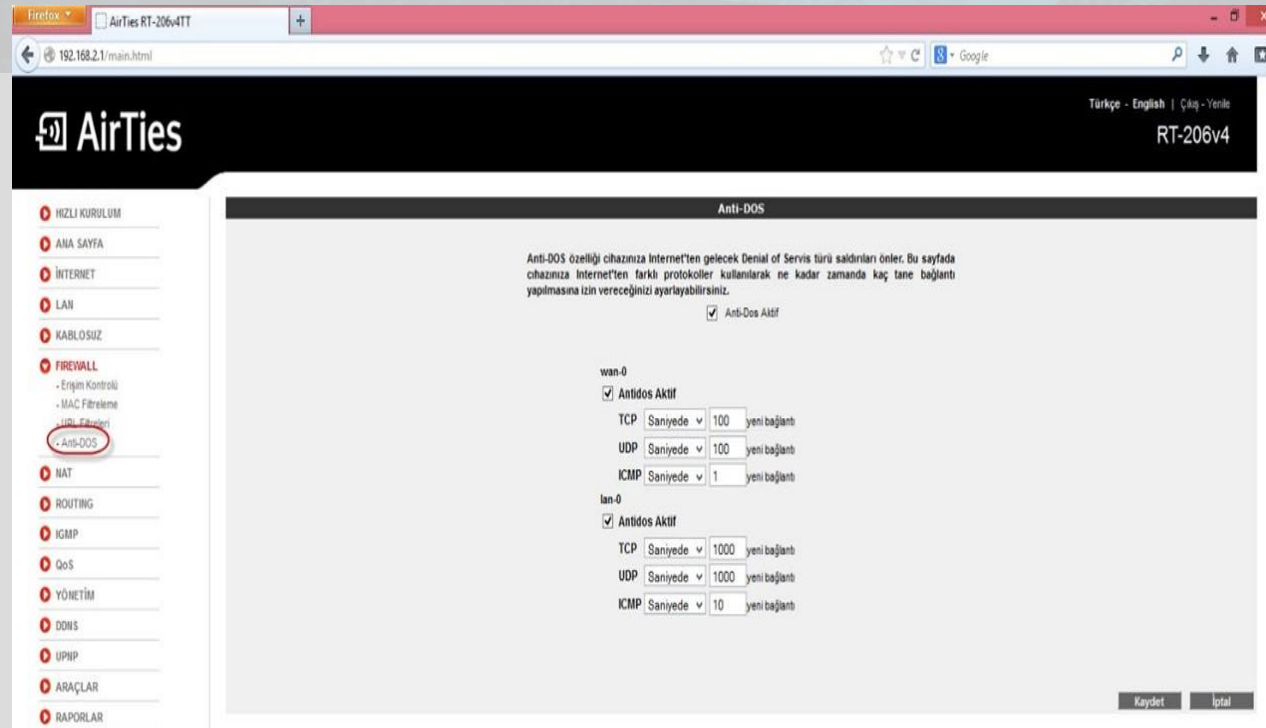 Firefox
AirTies RT-206v4TT
+
192.168.2.1/main.html
Google
Türkçe - English | Çıkış - Yenile
AirTies
RT-206v4
HIZLI KURULUM
ANA SAYFA
İNTERNET
LAN
KABLOSUZ
FIREWALL
- Erişim Kontrolü
- MAC Filtreleme
- URL Filtreleri
- Anti-DOS
NAT
ROUTING
IGMP
QoS
YÖNETİM
DDNS
UPNP
ARAÇLAR
RAPORLAR
Anti-DOS
Anti-DOS özelliği cihazınıza Internet'ten gelecek Denial of Servis türü saldırıları önler. Bu sayfada
cihazınıza Internet'ten farklı protokoller kullanılarak ne kadar zamanda kaç tane bağlantı
yapılmasına izin vereceğinizi ayarlayabilirsiniz.
Anti-Dos Aktif
wan-0
Antidos Aktif
TCP Saniyede 100 yeni bağlantı
UDP Saniyede 100 yeni bağlantı
ICMP Saniyede 1 yeni bağlantı
lan-0
Antidos Aktif
TCP Saniyede 1000 yeni bağlantı
UDP Saniyede 1000 yeni bağlantı
ICMP Saniyede 10 yeni bağlantı
Kaydet İptal